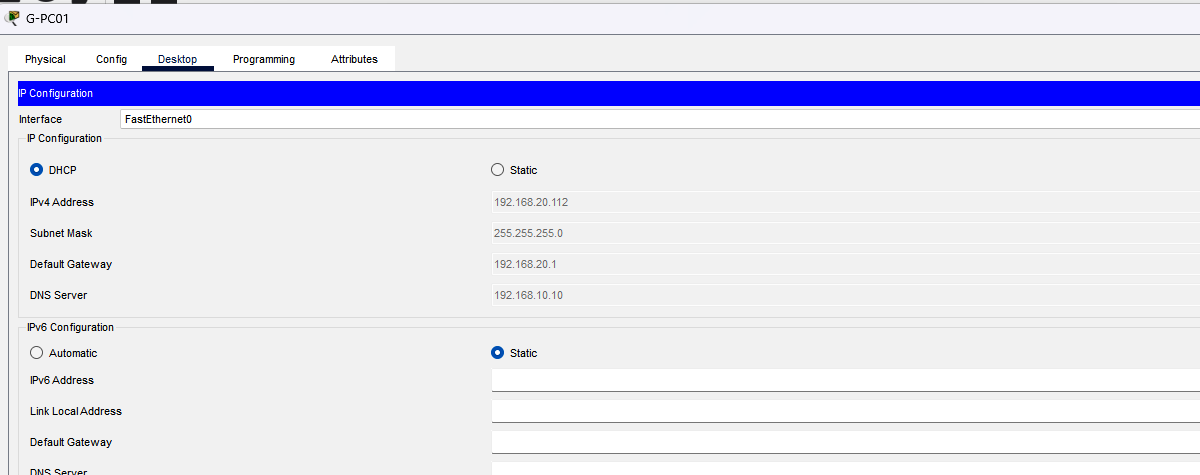 G-PC01
Physical Config Desktop Programming Attributes
IP Configuration
Interface FastEthernet0
IP Configuration
DHCP Static
IPv4 Address 192.168.20.112
Subnet Mask 255.255.255.0
Default Gateway 192.168.20.1
DNS Server 192.168.10.10
IPv6 Configuration
Automatic Static
IPv6 Address
Link Local Address
Default Gateway
DNS Server